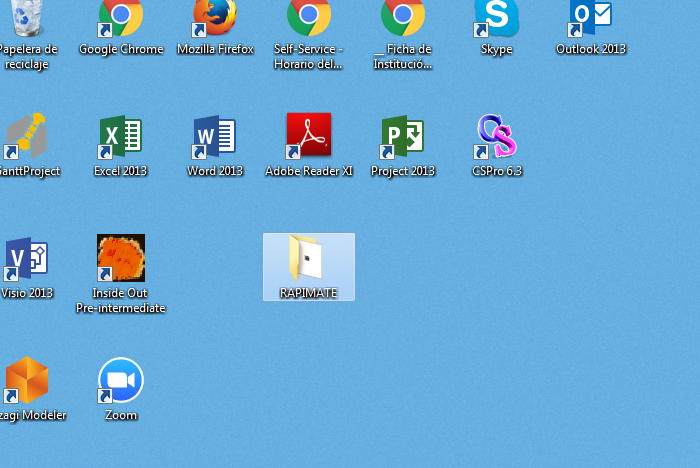 Papelera de
reciclaje
Google Chrome
Mozilla Firefox
Self-Service -
Horario del...
__ Ficha de
Institució...
Skype
Outlook 2013
GanttProject
Excel 2013
Word 2013
Adobe Reader XI
Project 2013
CSPro 6.3
Visio 2013
Inside Out
Pre-intermediate
RAPIMATE
zagi Modeler
Zoom